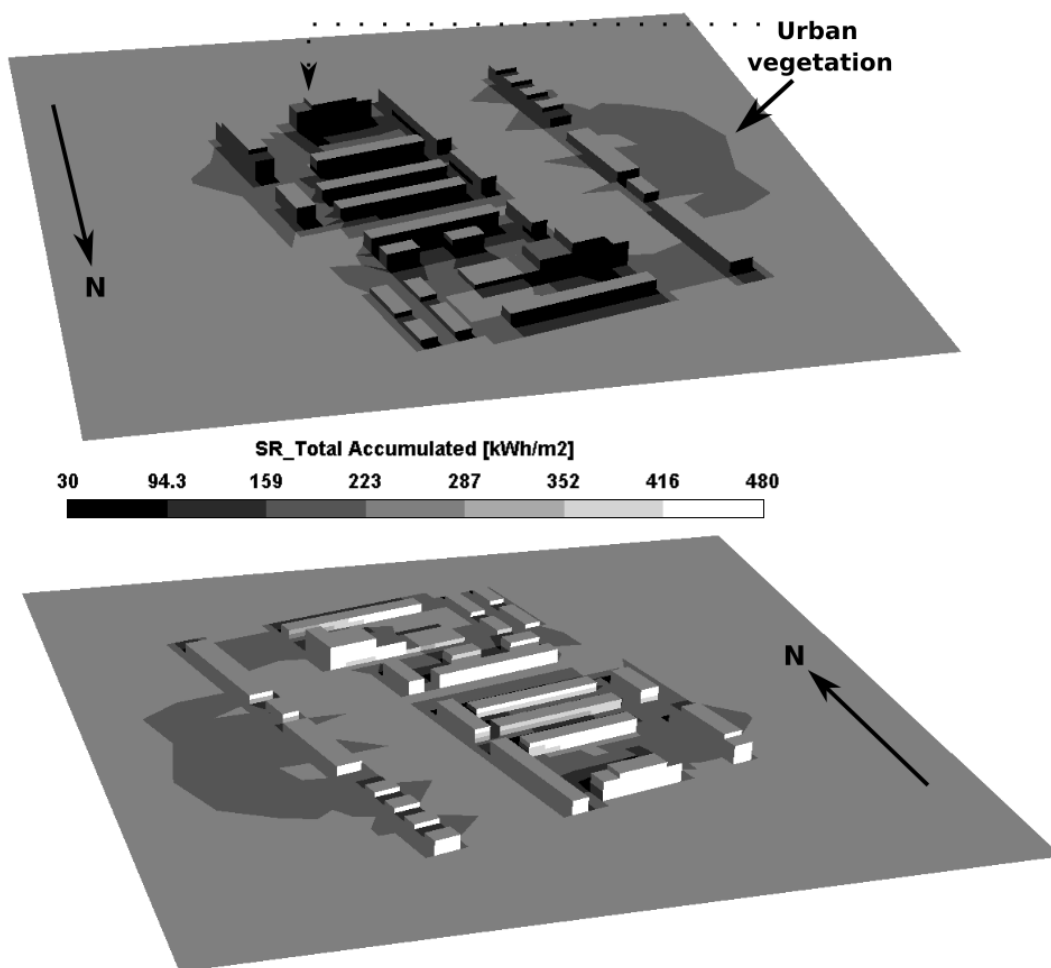 Urban
vegetation
N
SR_Total Accumulated [kWh/m2]
30 94.3 159 223 287 352 416 480
N